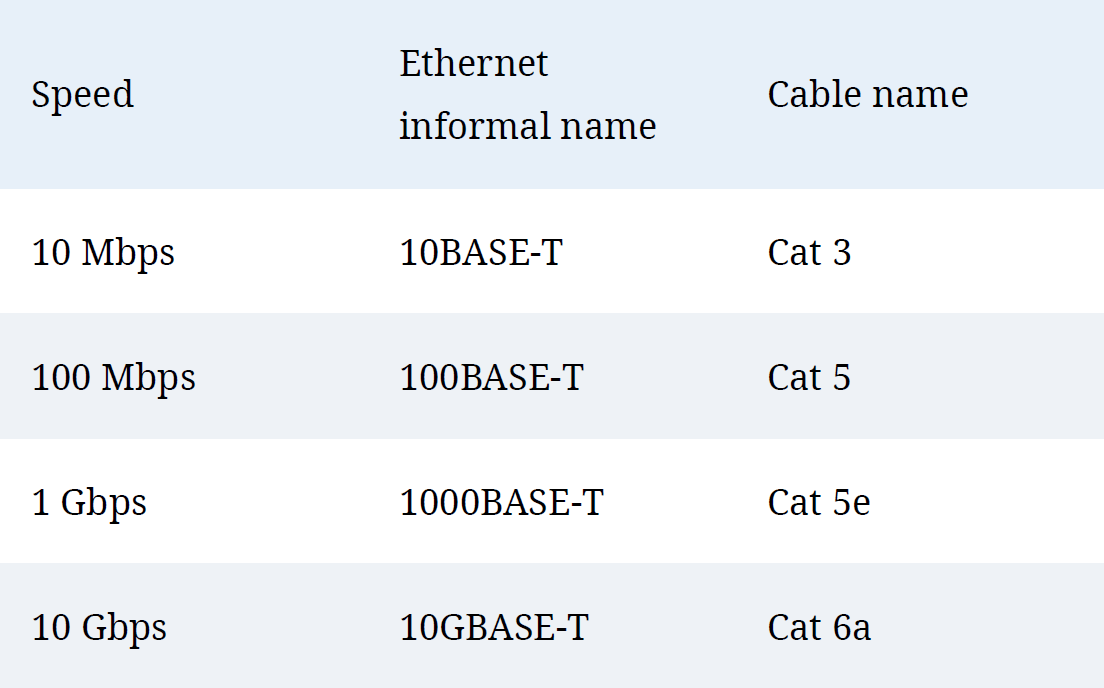 Speed
Ethernet
informal name
Cable name
10 Mbps
10BASE-T
Cat 3
100 Mbps
100BASE-T
Cat 5
1 Gbps
1000BASE-T
Cat 5e
10 Gbps
10GBASE-T
Cat 6a